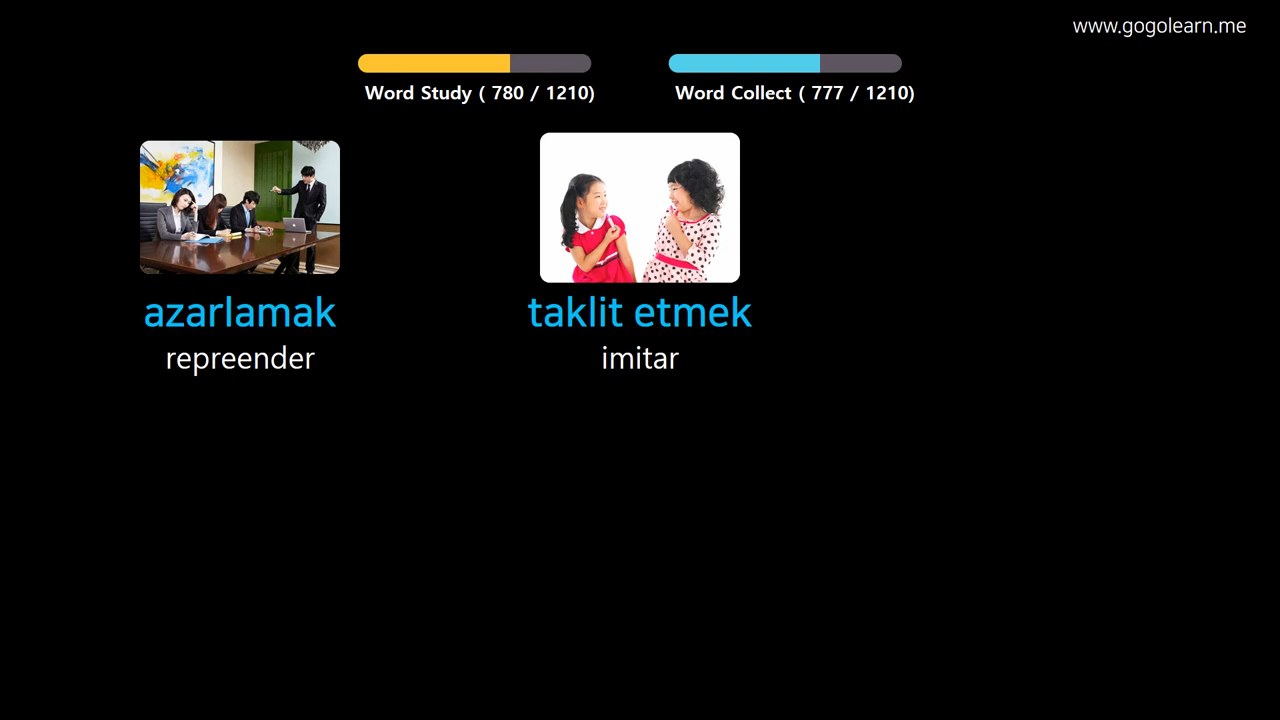 www.gogolearn.me
Word Study ( 780 / 1210)
Word Collect ( 777 / 1210)
azarlamak
repreender
taklit etmek
imitar